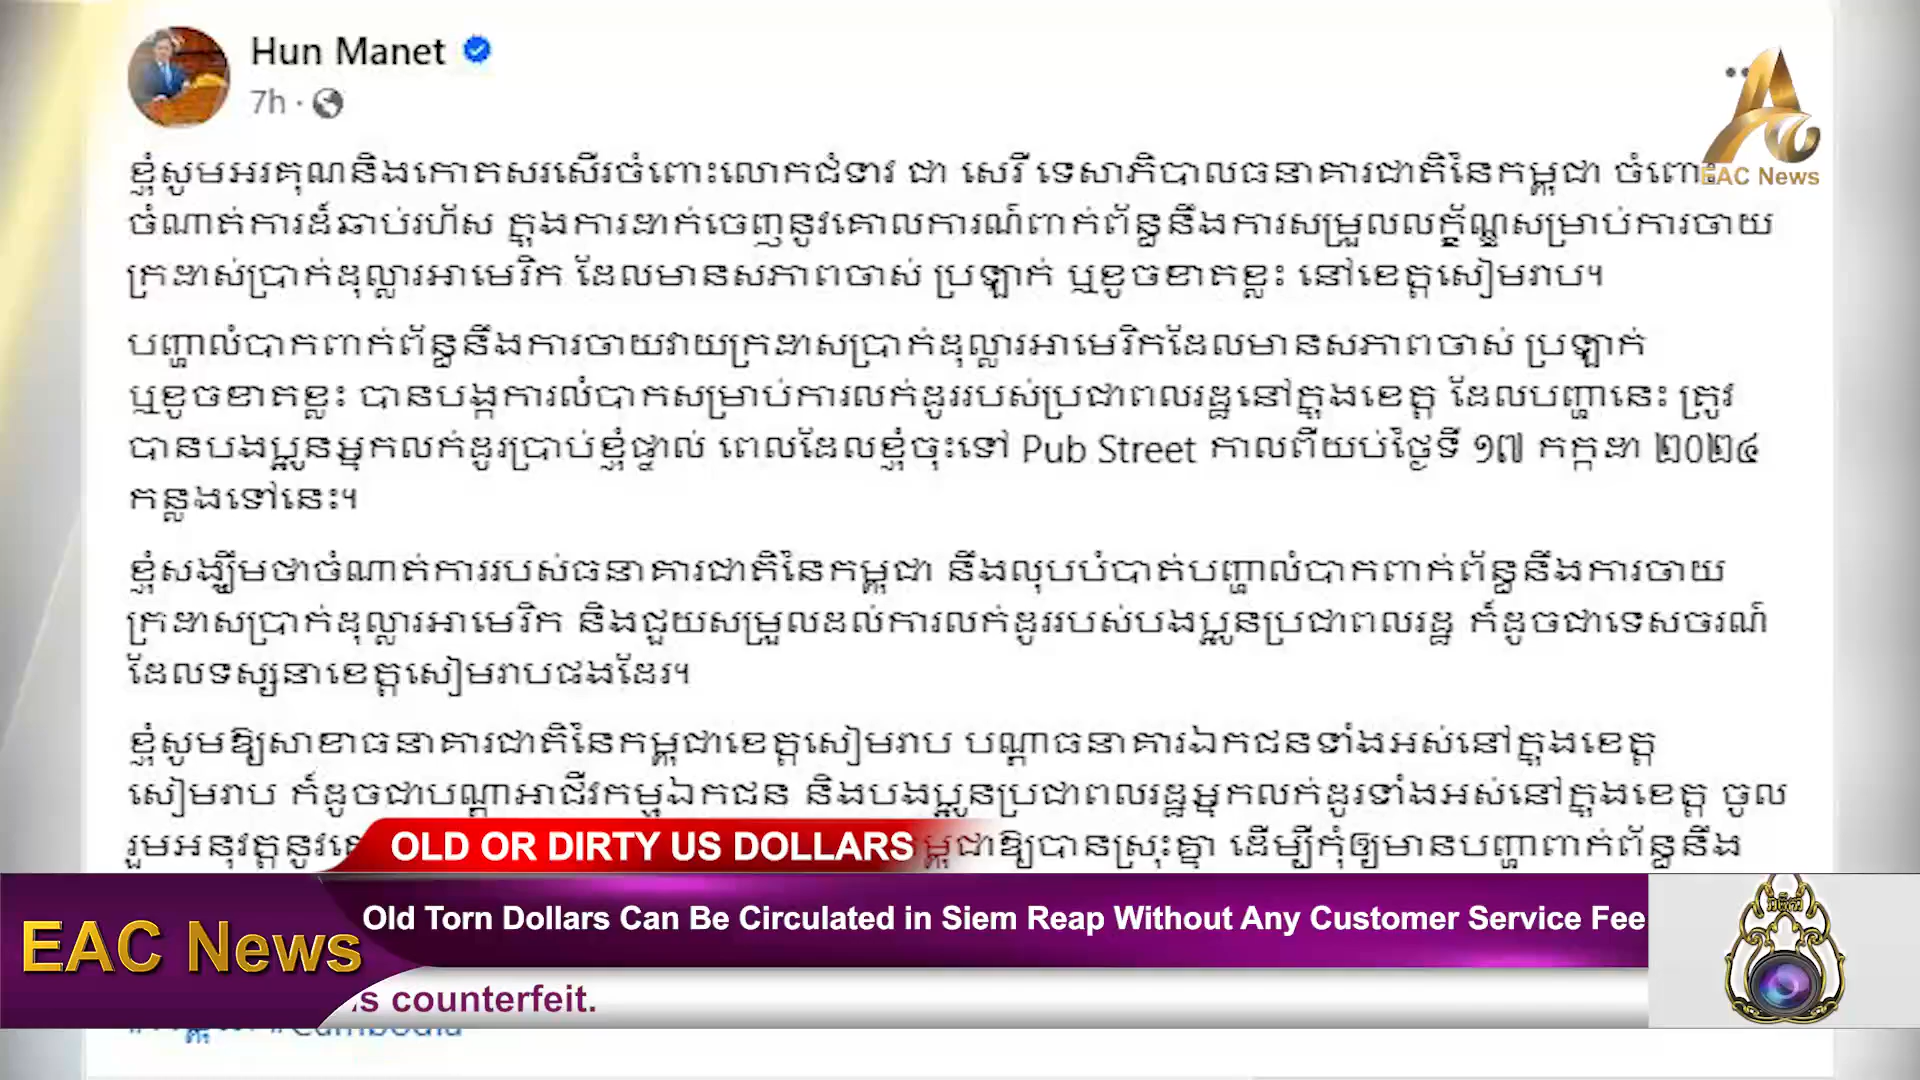 Hun Manet
7h
EAC News
ខ្ញុំសូមអរគុណនិងកោតសរសើរចំពោះលោកជំទាវ ជា សេរី ទេសាភិបាលធនាគារជាតិនៃកម្ពុជា ចំពោះ
ចំណាត់ការដ៏ឆាប់រហ័ស ក្នុងការដាក់ចេញនូវគោលការណ៍ពាក់ព័ន្ធនឹងការសម្រួលលក្ខ័ណ្ឌសម្រាប់ការចាយ
ក្រដាស់ប្រាក់ដុល្លារអាមេរិក ដែលមានសភាពចាស់ ប្រឡាក់ ឬខូចខាតខ្លះ នៅខេត្តសៀមរាប។
បញ្ហាលំបាកពាក់ព័ន្ធនឹងការចាយវាយក្រដាសប្រាក់ដុល្លារអាមេរិកដែលមានសភាពចាស់ ប្រឡាក់
ឬខូចខាតខ្លះ បានបង្កការលំបាកសម្រាប់ការលក់ដូររបស់ប្រជាពលរដ្ឋនៅក្នុងខេត្ត ដែលបញ្ហានេះ ត្រូវ
បានបងប្អូនអ្នកលក់ដូរប្រាប់ខ្ញុំផ្ទាល់ ពេលដែលខ្ញុំចុះទៅ Pub Street កាលពីយប់ថ្ងៃទី ១៧ កក្កដា ២០២៤
កន្លងទៅនេះ។
ខ្ញុំសង្ឃឹមថាចំណាត់ការរបស់ធនាគារជាតិនៃកម្ពុជា នឹងលុបបំបាត់បញ្ហាលំបាកពាក់ព័ន្ធនឹងការចាយ
ក្រដាសប្រាក់ដុល្លារអាមេរិក និងជួយសម្រួលដល់ការលក់ដូររបស់បងប្អូនប្រជាពលរដ្ឋ ក៏ដូចជាទេសចរណ៍
ដែលទស្សនាខេត្តសៀមរាបផងដែរ។
ខ្ញុំសូមឱ្យសាខាធនាគារជាតិនៃកម្ពុជាខេត្តសៀមរាប បណ្តាធនាគារឯកជនទាំងអស់នៅក្នុងខេត្ត
សៀមរាប ក៏ដូចជាបណ្តាអាជីវកម្មឯកជន និងបងប្អូនប្រជាពលរដ្ឋអ្នកលក់ដូរទាំងអស់នៅក្នុងខេត្ត ចូល
រួមអនុវត្តនូវ ម្ពុជាឱ្យបានស្រុះគ្នា ដើម្បីកុំឲ្យមានបញ្ហាពាក់ព័ន្ធនឹង
OLD OR DIRTY US DOLLARS
Old Torn Dollars Can Be Circulated in Siem Reap Without Any Customer Service Fee
EAC News
is counterfeit.